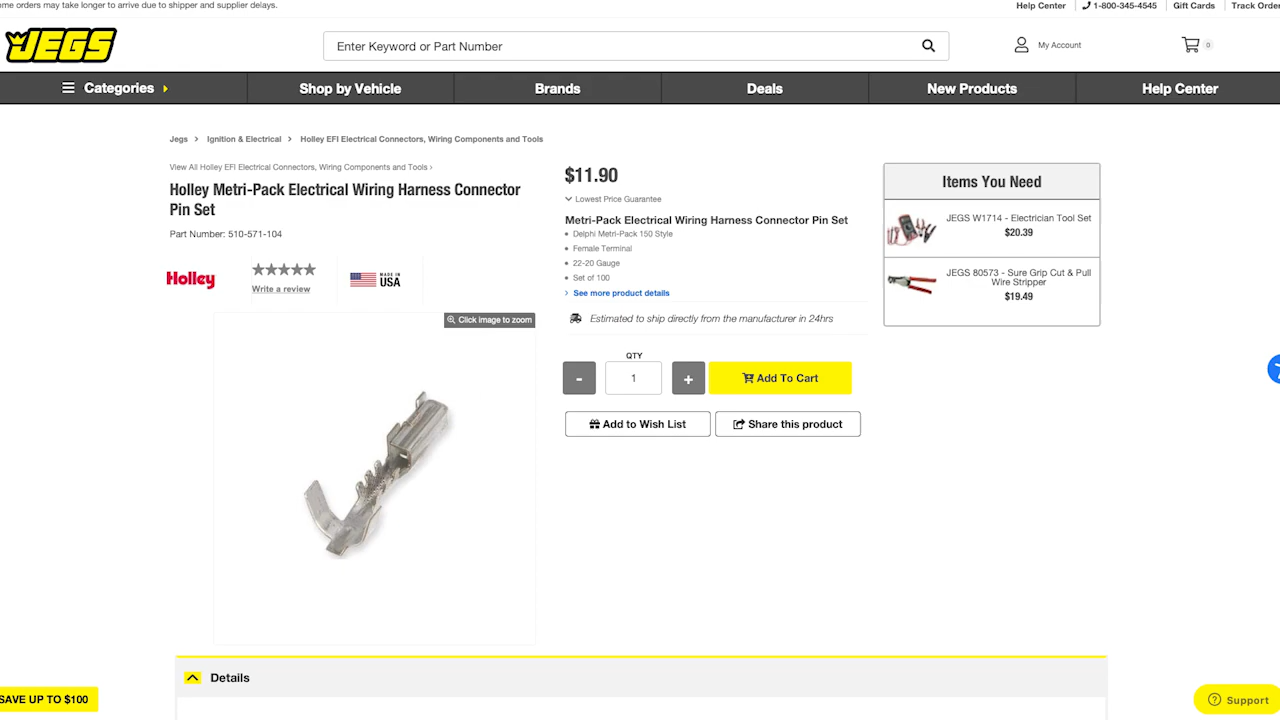 ome orders may take longer to arrive due to shipper and supplier delays.
Help Center 1-800-345-4545 Gift Cards Track Order
JEGS
Enter Keyword or Part Number
My Account
0
Categories
Shop by Vehicle
Brands
Deals
New Products
Help Center
Jegs > Ignition & Electrical > Holley EFI Electrical Connectors, Wiring Components and Tools
View All Holley EFI Electrical Connectors, Wiring Components and Tools ›
Holley Metri-Pack Electrical Wiring Harness Connector
Pin Set
Part Number: 510-571-104
Holley
Write a review
MADE IN
USA
Click image to zoom
$11.90
Lowest Price Guarantee
Metri-Pack Electrical Wiring Harness Connector Pin Set
Delphi Metri-Pack 150 Style
Female Terminal
22-20 Gauge
Set of 100
› See more product details
Estimated to ship directly from the manufacturer in 24hrs
QTY
- 1 +
Add To Cart
Add to Wish List
Share this product
Items You Need
JEGS W1714 - Electrician Tool Set
$20.39
JEGS 80573 - Sure Grip Cut & Pull
Wire Stripper
$19.49
Details
SAVE UP TO $100
Support